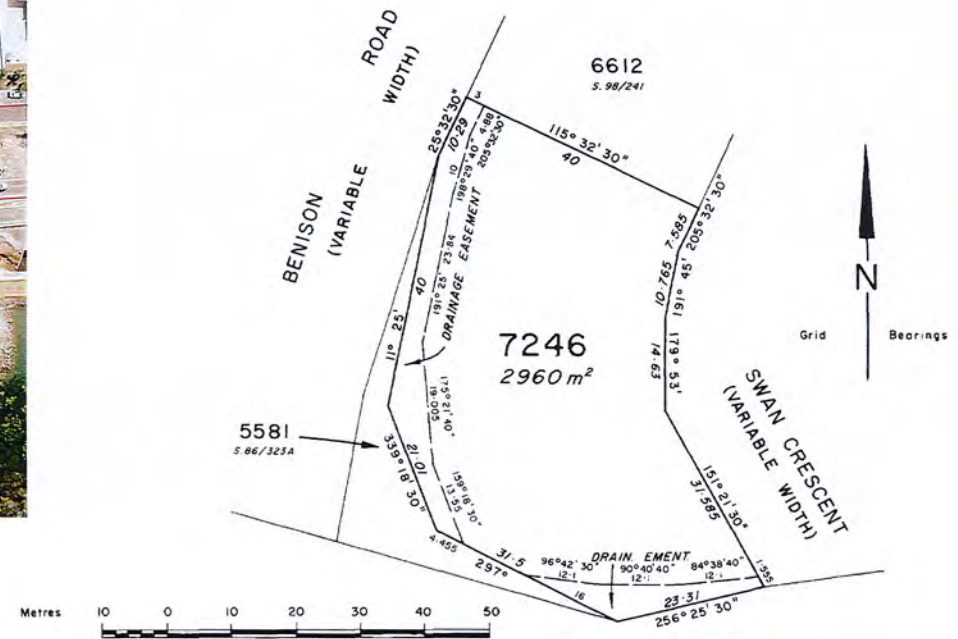 ROAD
WIDTH)
BENISON
(VARIABLE
6612
S. 98/241
3
25° 32' 30"
10·29
4·88
205° 32' 30"
115° 32' 30"
40
10
198° 29' 40"
7·585
205° 32' 30"
10·765
191° 45'
23·84
191° 25'
DRAINAGE EASEMENT
40
11° 25'
N
Grid Bearings
7246
2960 m²
14·63
179° 53'
175° 21' 40"
19·005
5581
S. 86/323A
21·01
339° 18' 30"
159° 18' 30"
13·55
151° 21' 30"
31·585
SWAN CRESCENT
(VARIABLE WIDTH)
4·455
31·5
297°
DRAIN. EMENT
96° 42' 30"
12·1
90° 40' 40"
12·1
84° 38' 40"
12·1
1·555
16
23·31
256° 25' 30"
Metres 10 0 10 20 30 40 50